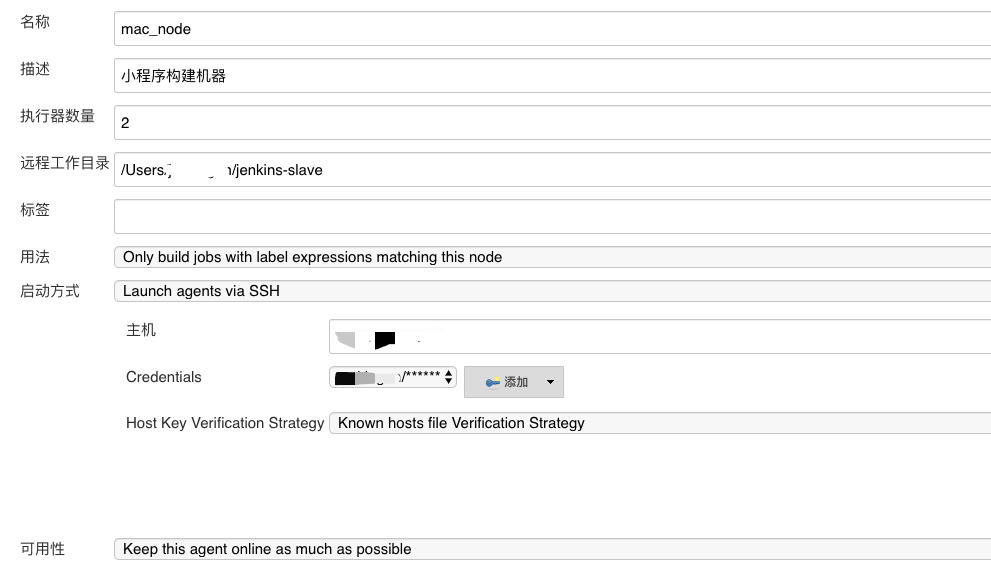 名称
mac_node
描述
小程序构建机器
执行器数量
2
远程工作目录
/Users/ /jenkins-slave
标签
用法
Only build jobs with label expressions matching this node
启动方式
Launch agents via SSH
主机
Credentials
/******
添加
Host Key Verification Strategy
Known hosts file Verification Strategy
可用性
Keep this agent online as much as possible